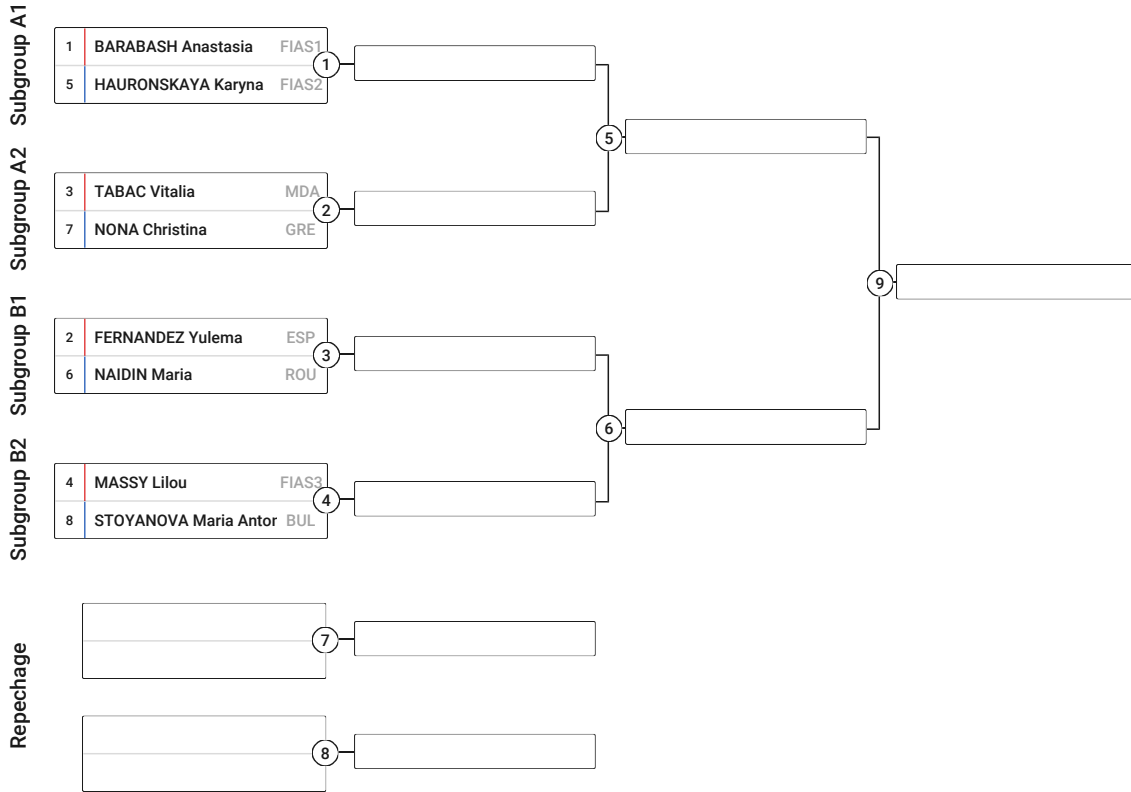 Subgroup A1
1 BARABASH Anastasia FIAS1
1
5 HAURONSKAYA Karyna FIAS2
5
Subgroup A2
3 TABAC Vitalia MDA
2
7 NONA Christina GRE
9
Subgroup B1
2 FERNANDEZ Yulema ESP
3
6 NAIDIN Maria ROU
6
Subgroup B2
4 MASSY Lilou FIAS3
4
8 STOYANOVA Maria Antor BUL
Repechage
7
8